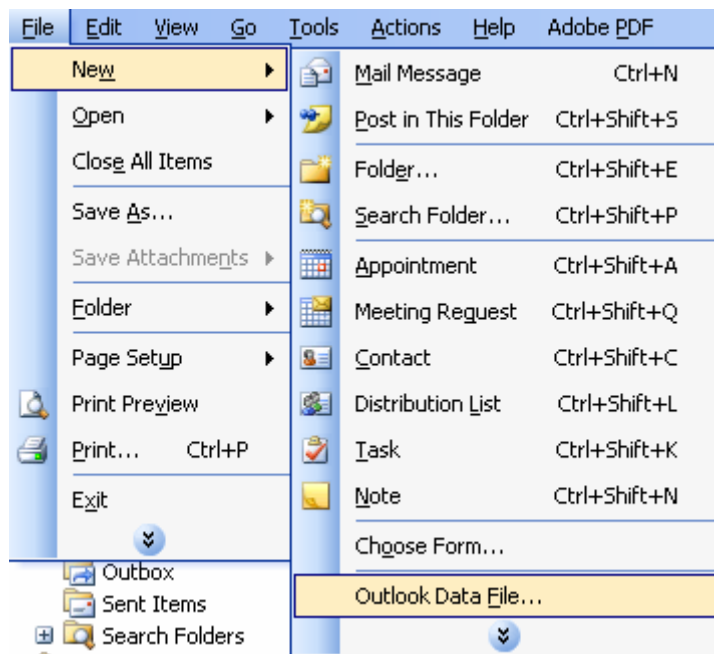 File Edit View Go Tools Actions Help Adobe PDF
New
Open
Close All Items
Save As...
Save Attachments
Folder
Page Setup
Print Preview
Print... Ctrl+P
Exit
Outbox
Sent Items
Search Folders
Mail Message Ctrl+N
Post in This Folder Ctrl+Shift+S
Folder... Ctrl+Shift+E
Search Folder... Ctrl+Shift+P
Appointment Ctrl+Shift+A
Meeting Request Ctrl+Shift+Q
Contact Ctrl+Shift+C
Distribution List Ctrl+Shift+L
Task Ctrl+Shift+K
Note Ctrl+Shift+N
Choose Form...
Outlook Data File...